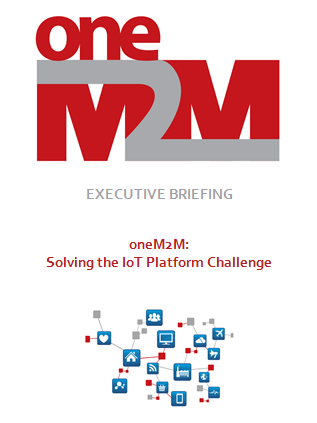 one
M2M
EXECUTIVE BRIEFING
oneM2M:
Solving the IoT Platform Challenge